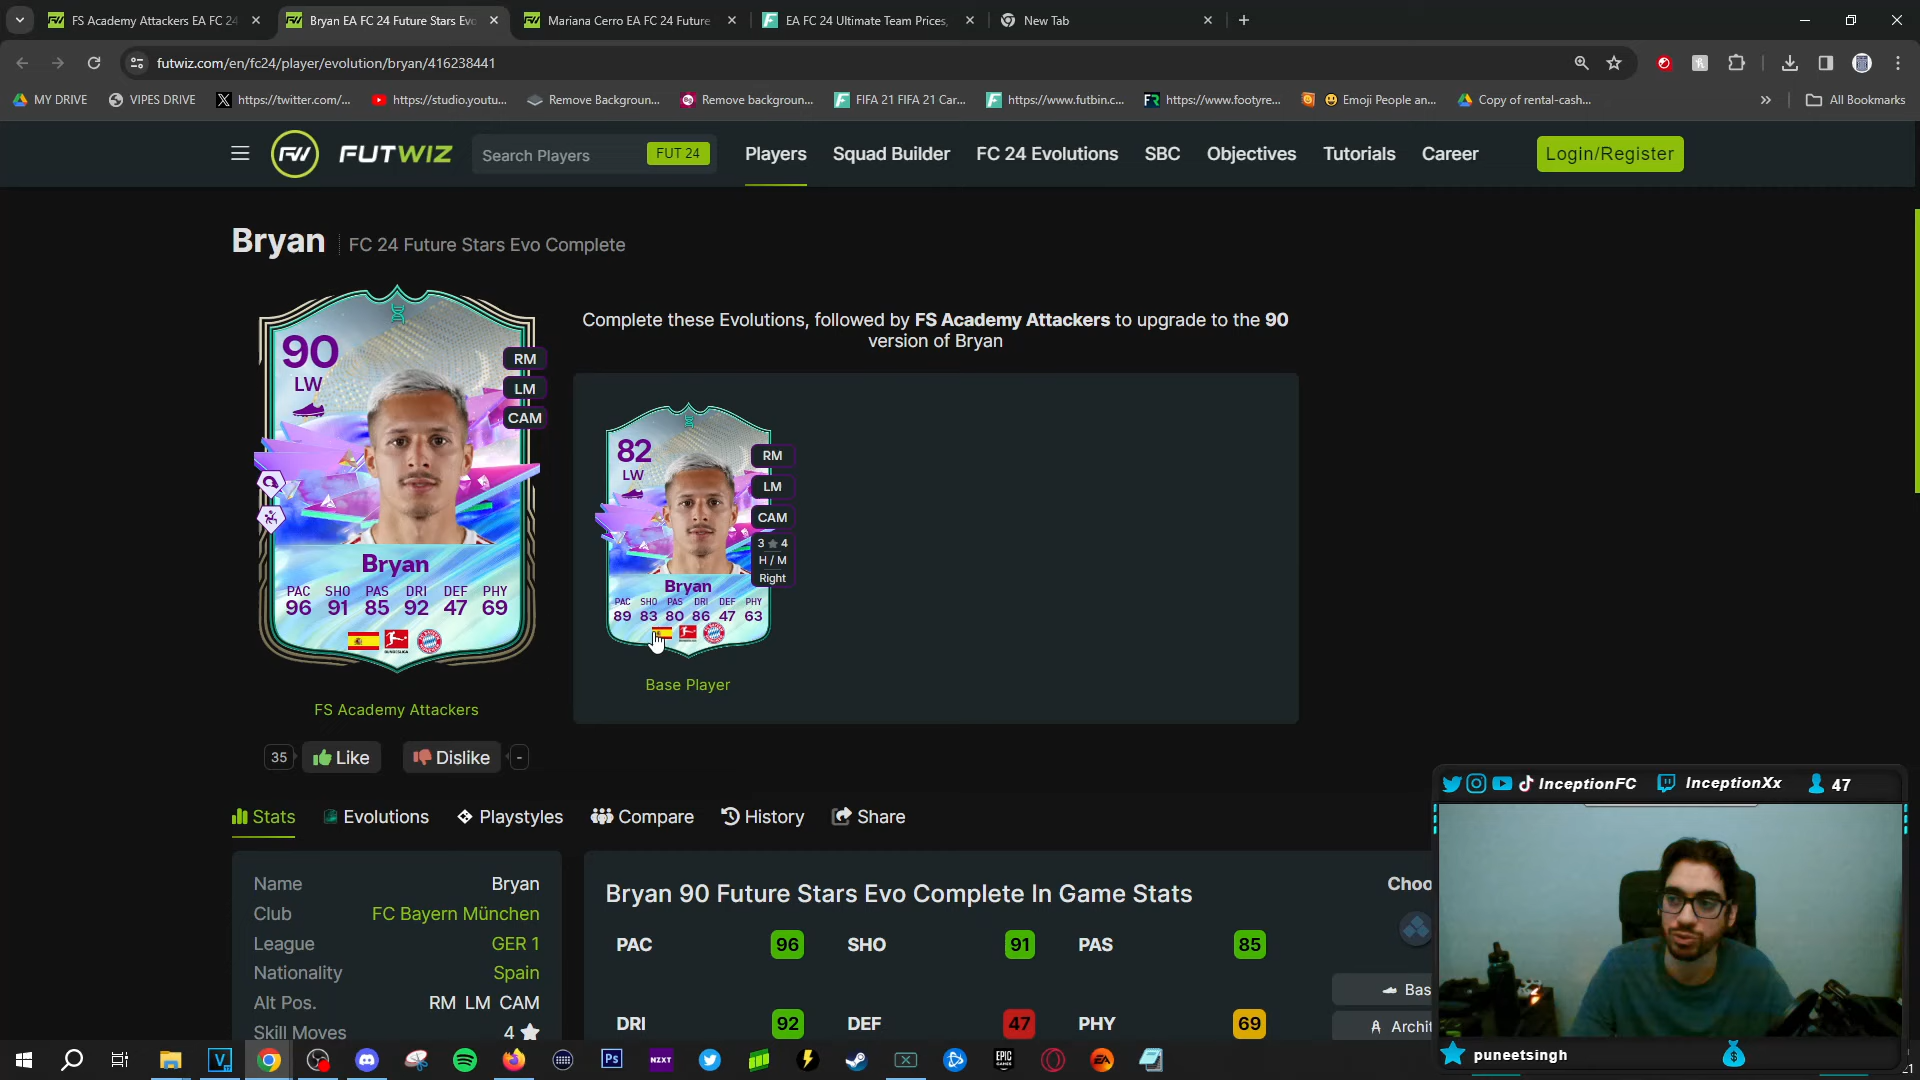 FS Academy Attackers EA FC 24
Bryan EA FC 24 Future Stars Evo
Mariana Cerro EA FC 24 Future
EA FC 24 Ultimate Team Prices,
New Tab
futwiz.com/en/fc24/player/evolution/bryan/416238441
MY DRIVE
VIPES DRIVE
https://twitter.com/...
https://studio.youtu...
Remove Backgroun...
Remove backgroun...
FIFA 21 FIFA 21 Car...
https://www.futbin.c...
https://www.footyre...
Emoji People an...
Copy of rental-cash...
All Bookmarks
FW FUTWIZ
Search Players
FUT 24
Players
Squad Builder
FC 24 Evolutions
SBC
Objectives
Tutorials
Career
Login/Register
Bryan
FC 24 Future Stars Evo Complete
90
LW
RM
LM
CAM
Bryan
PAC SHO PAS DRI DEF PHY
96 91 85 92 47 69
FS Academy Attackers
35
Like
Dislike
-
Complete these Evolutions, followed by FS Academy Attackers to upgrade to the 90
version of Bryan
82
LW
RM
LM
CAM
3 ★ 4
H / M
Right
Bryan
PAC SHO PAS DRI DEF PHY
89 83 80 86 47 63
Base Player
Stats
Evolutions
Playstyles
Compare
History
Share
Name Bryan
Club FC Bayern München
League GER 1
Nationality Spain
Alt Pos. RM LM CAM
Skill Moves 4 ★
Bryan 90 Future Stars Evo Complete In Game Stats
PAC 96
SHO 91
PAS 85
DRI 92
DEF 47
PHY 69
Choo
Bas
Archit
InceptionFC
InceptionXx
47
puneetsingh
Ps
NZXT
EPIC GAMES
EA
21